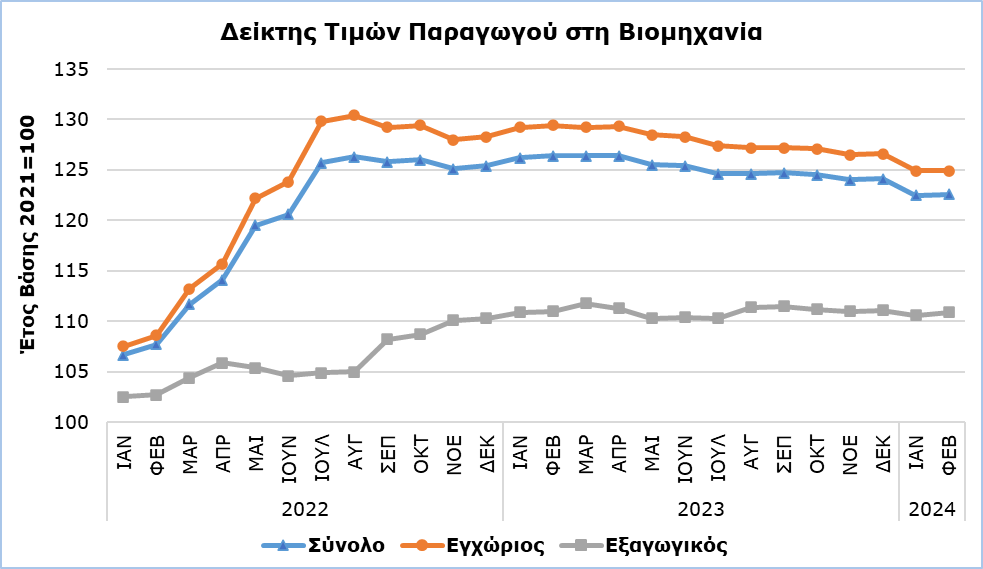 Δείκτης Τιμών Παραγωγού στη Βιομηχανία
Έτος Βάσης 2021=100
135
130
125
120
115
110
105
100
ΙΑΝ ΦΕΒ ΜΑΡ ΑΠΡ ΜΑΙ ΙΟΥΝ ΙΟΥΛ ΑΥΓ ΣΕΠ ΟΚΤ ΝΟΕ ΔΕΚ ΙΑΝ ΦΕΒ ΜΑΡ ΑΠΡ ΜΑΙ ΙΟΥΝ ΙΟΥΛ ΑΥΓ ΣΕΠ ΟΚΤ ΝΟΕ ΔΕΚ ΙΑΝ ΦΕΒ
2022 2023 2024
Σύνολο Εγχώριος Εξαγωγικός